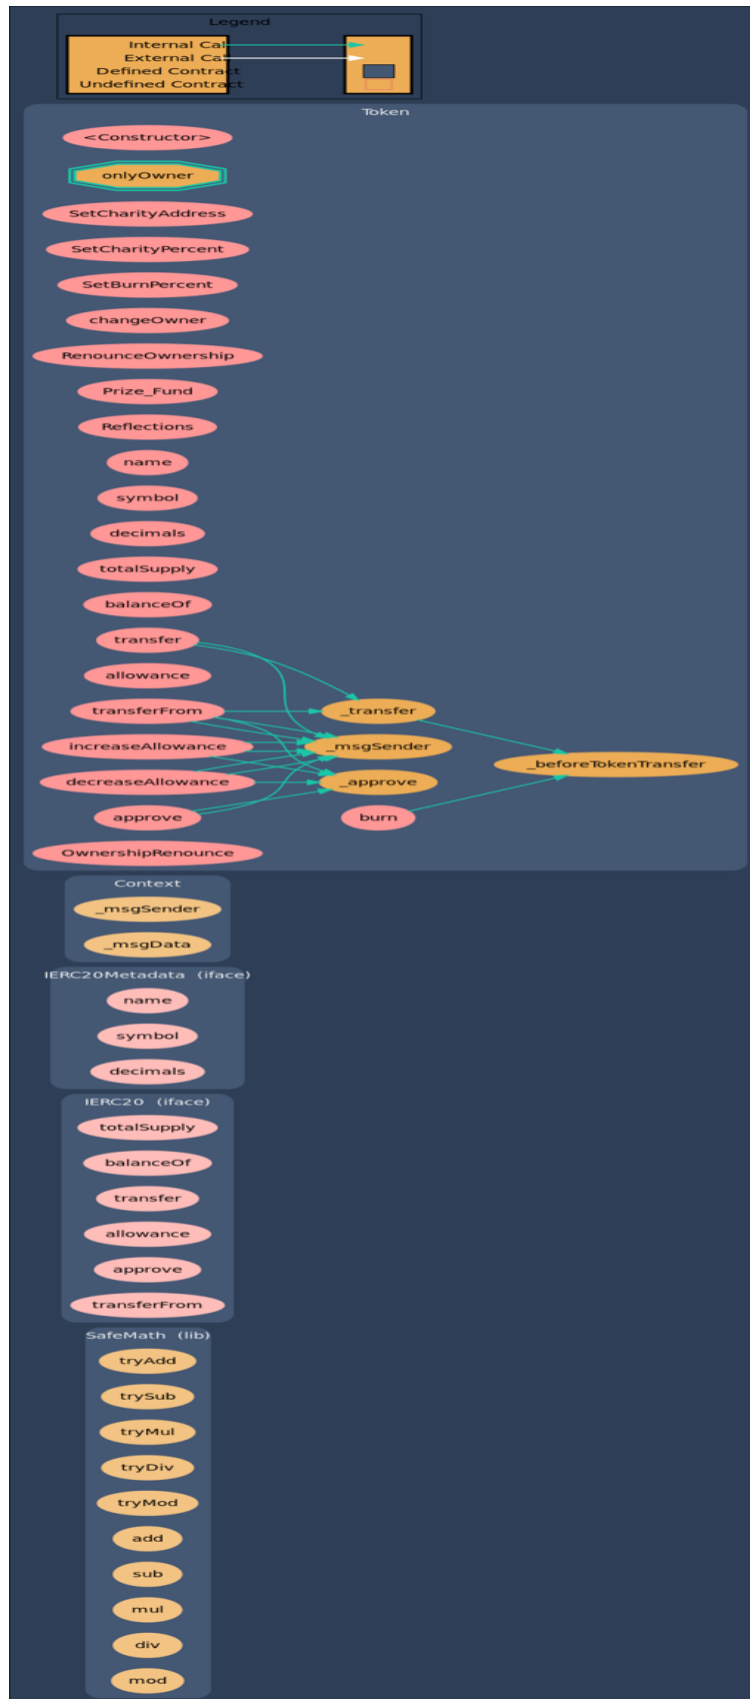 Legend
Internal Cal
External Ca
Defined Contract
Undefined Contract
Token
<Constructor>
onlyOwner
SetCharityAddress
SetCharityPercent
SetBurnPercent
changeOwner
RenounceOwnership
Prize_Fund
Reflections
name
symbol
decimals
totalSupply
balanceOf
transfer
allowance
transferFrom
_transfer
increaseAllowance
_msgSender
_beforeTokenTransfer
decreaseAllowance
_approve
approve
burn
OwnershipRenounce
Context
_msgSender
_msgData
IERC20Metadata (iface)
name
symbol
decimals
IERC20 (iface)
totalSupply
balanceOf
transfer
allowance
approve
transferFrom
SafeMath (lib)
tryAdd
trySub
tryMul
tryDiv
tryMod
add
sub
mul
div
mod